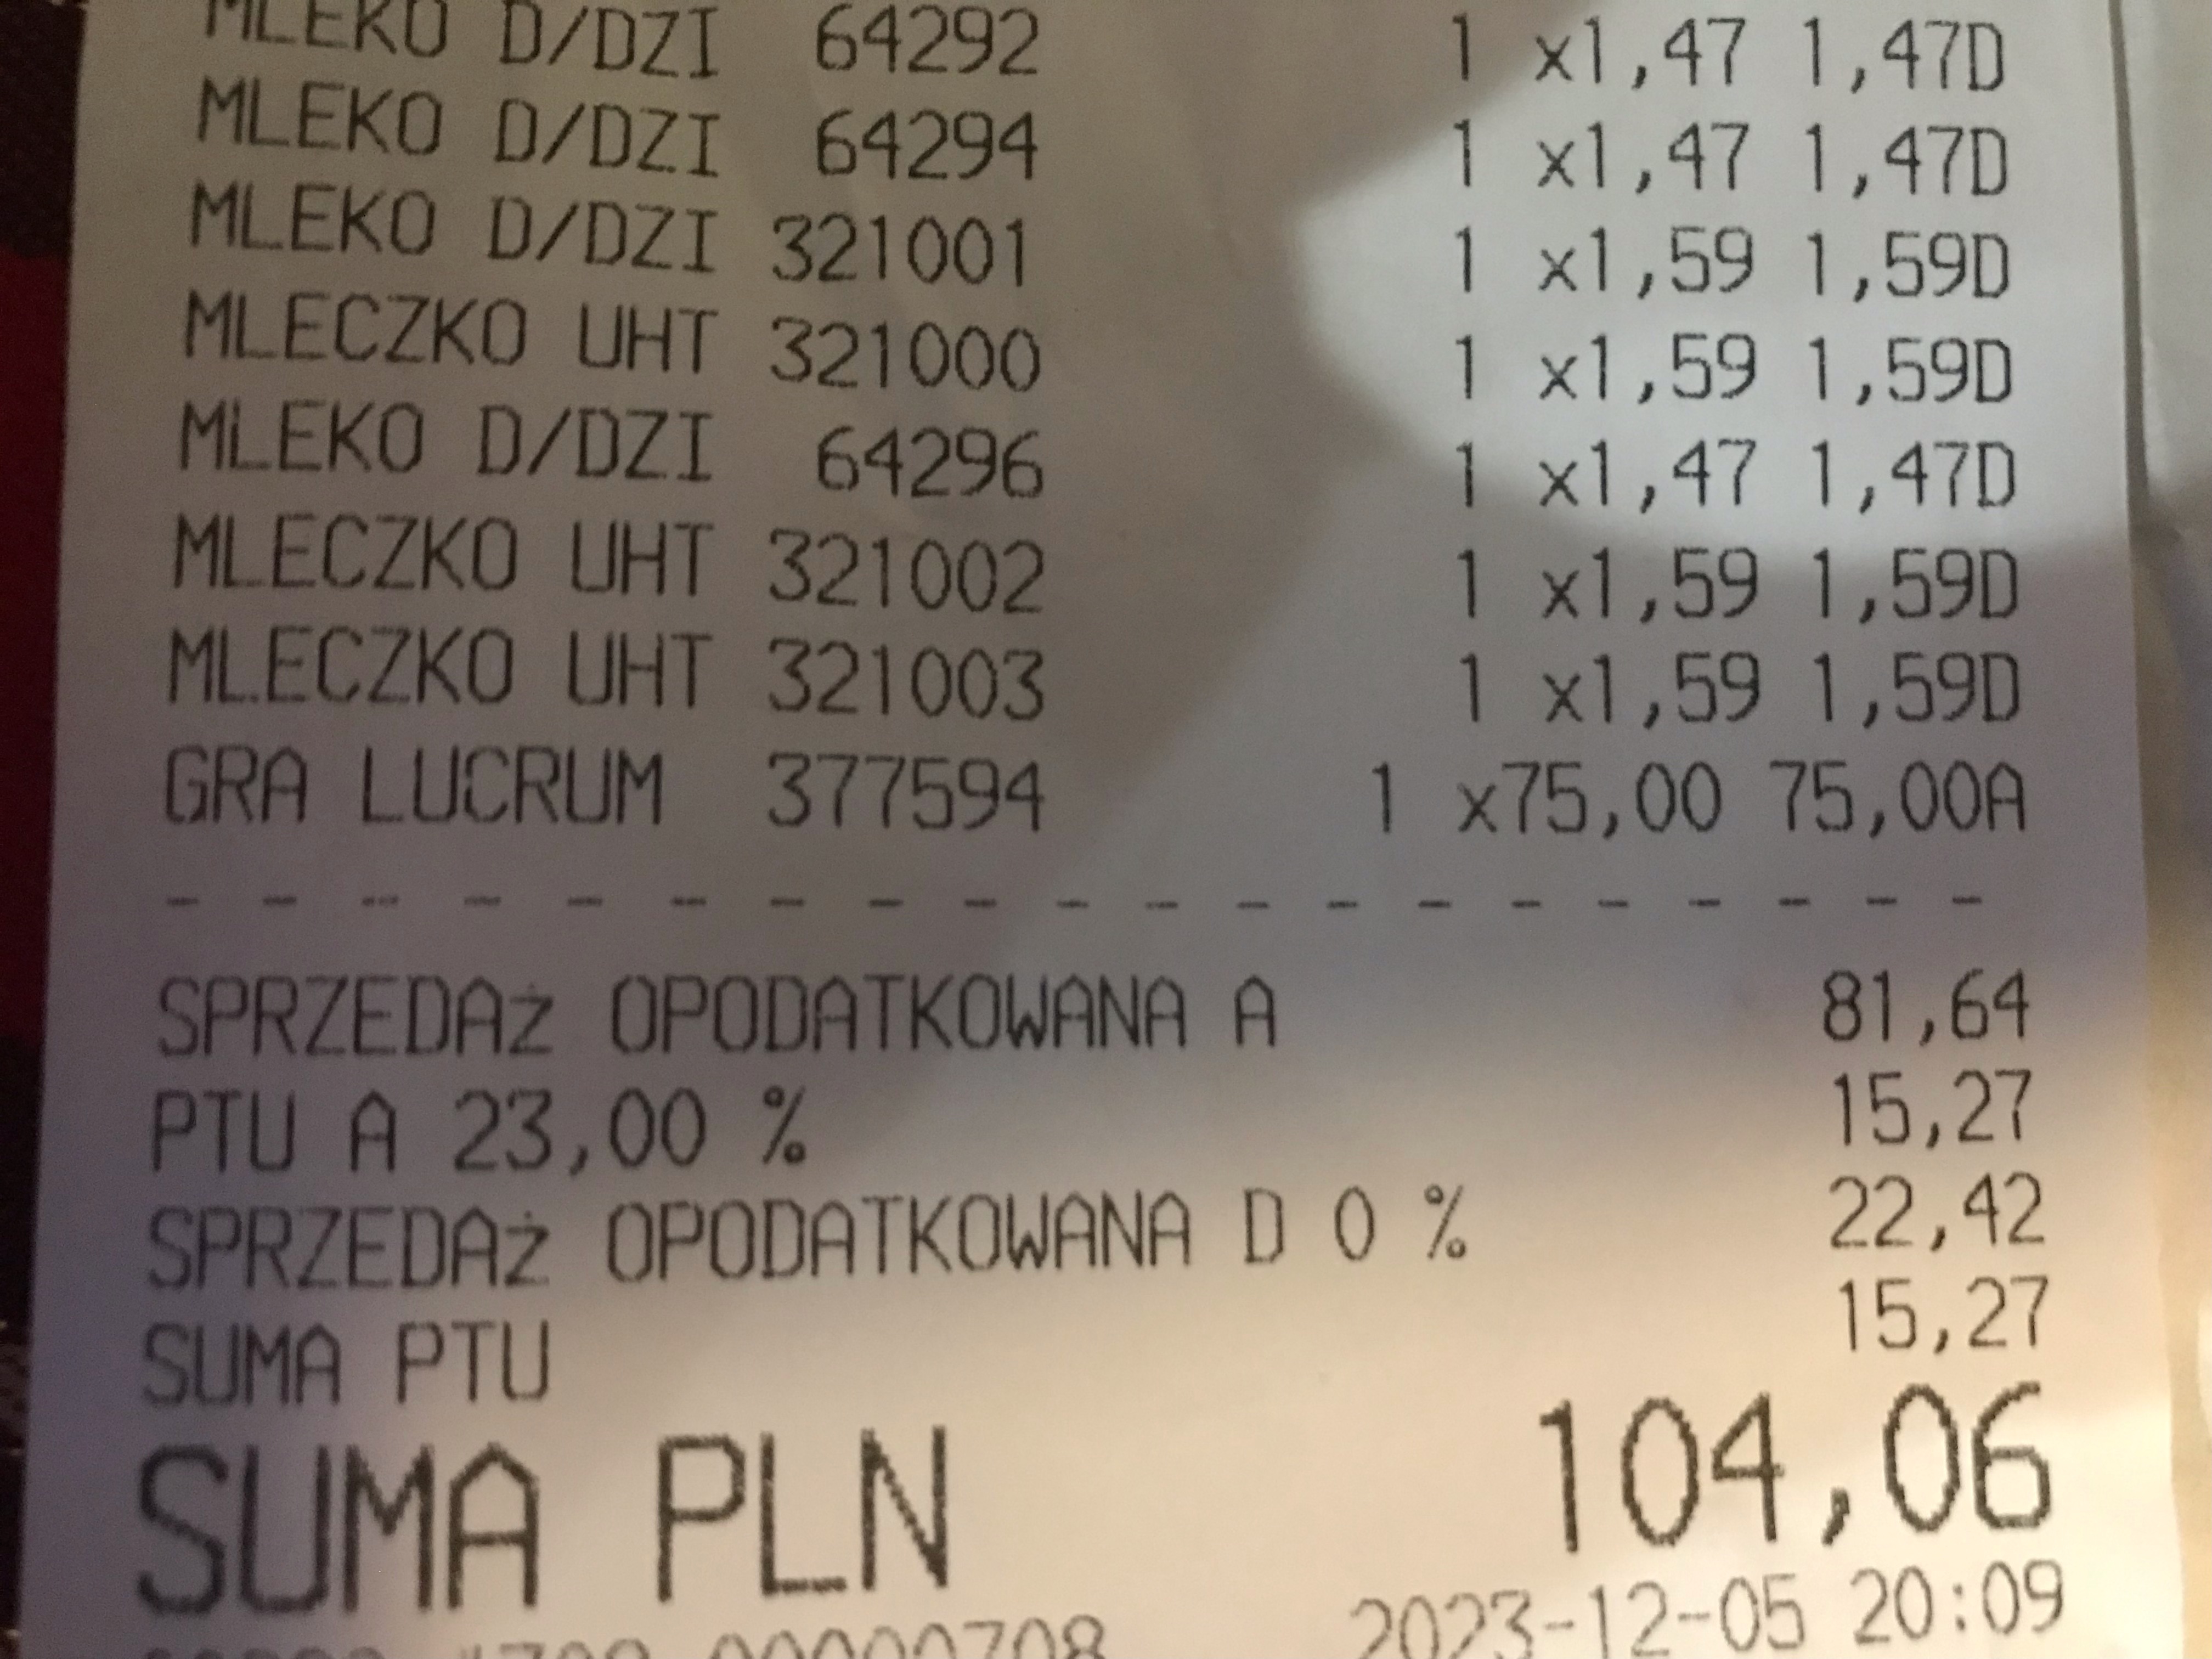 MLEKO D/DZI 64292 1 x1,47 1,47D
MLEKO D/DZI 64294 1 x1,47 1,47D
MLEKO D/DZI 321001 1 x1,59 1,59D
MLECZKO UHT 321000 1 x1,59 1,59D
MLEKO D/DZI 64296 1 x1,47 1,47D
MLECZKO UHT 321002 1 x1,59 1,59D
MLECZKO UHT 321003 1 x1,59 1,59D
GRA LUCRUM 377594 1 x75,00 75,00A
- - - - - - - - - - - - - - - - - - - -
SPRZEDAż OPODATKOWANA A 81,64
PTU A 23,00 % 15,27
SPRZEDAż OPODATKOWANA D 0 % 22,42
SUMA PTU 15,27
SUMA PLN 104,06
00000708 2023-12-05 20:09